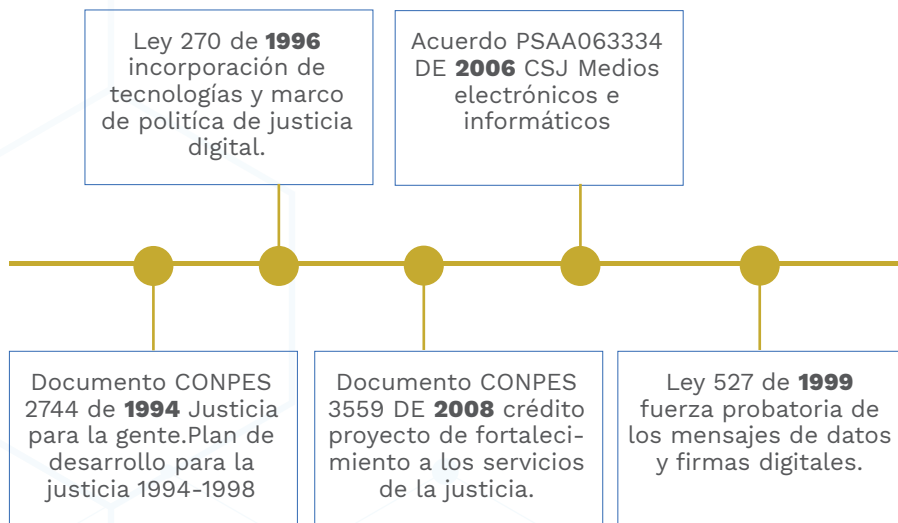 Ley 270 de 1996
incorporación de
tecnologías y marco
de politíca de justicia
digital.
Acuerdo PSAA063334
DE 2006 CSJ Medios
electrónicos e
informáticos
Documento CONPES
2744 de 1994 Justicia
para la gente.Plan de
desarrollo para la
justicia 1994-1998
Documento CONPES
3559 DE 2008 crédito
proyecto de fortaleci-
miento a los servicios
de la justicia.
Ley 527 de 1999
fuerza probatoria de
los mensajes de datos
y firmas digitales.